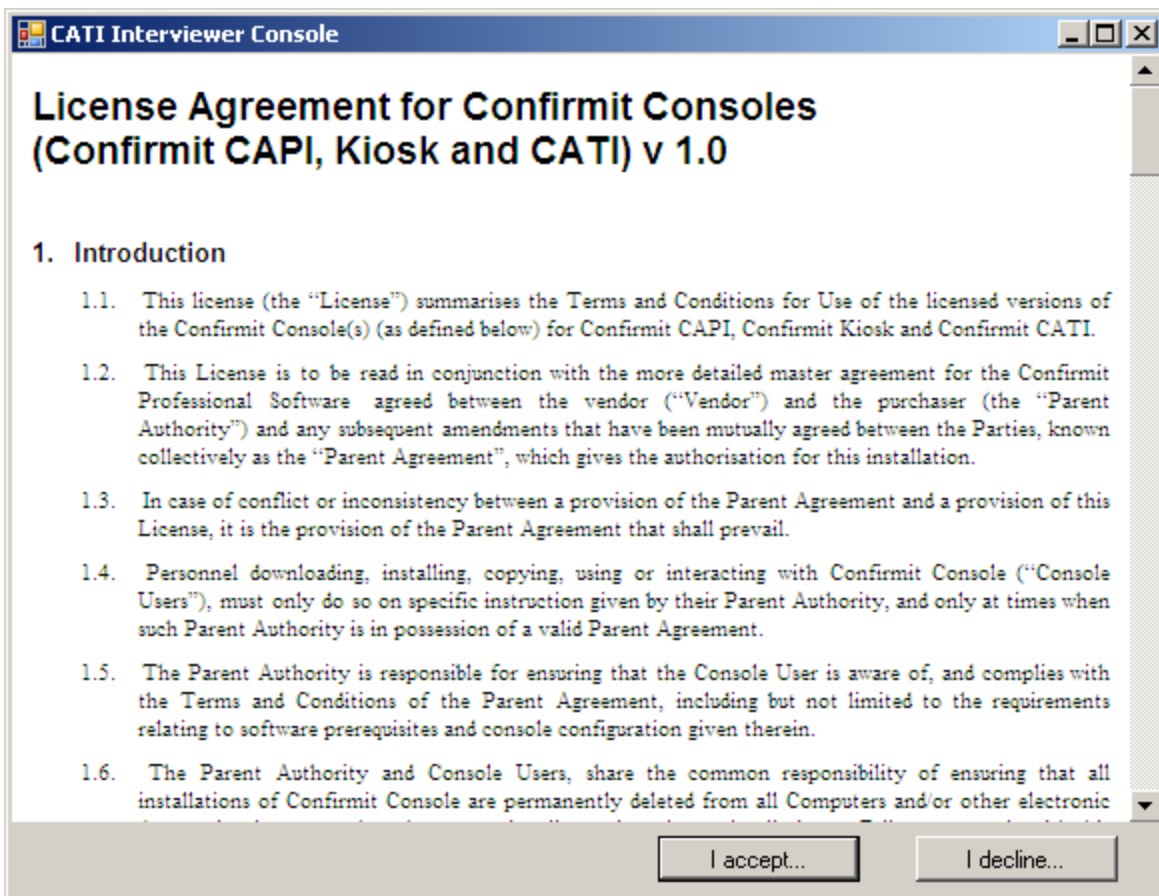 CATI Interviewer Console
License Agreement for Confirmit Consoles
(Confirmit CAPI, Kiosk and CATI) v 1.0
1. Introduction
1.1. This license (the “License”) summarises the Terms and Conditions for Use of the licensed versions of
the Confirmit Console(s) (as defined below) for Confirmit CAPI, Confirmit Kiosk and Confirmit CATI.
1.2. This License is to be read in conjunction with the more detailed master agreement for the Confirmit
Professional Software agreed between the vendor (“Vendor”) and the purchaser (the “Parent
Authority”) and any subsequent amendments that have been mutually agreed between the Parties, known
collectively as the “Parent Agreement”, which gives the authorisation for this installation.
1.3. In case of conflict or inconsistency between a provision of the Parent Agreement and a provision of this
License, it is the provision of the Parent Agreement that shall prevail.
1.4. Personnel downloading, installing, copying, using or interacting with Confirmit Console (“Console
Users”), must only do so on specific instruction given by their Parent Authority, and only at times when
such Parent Authority is in possession of a valid Parent Agreement.
1.5. The Parent Authority is responsible for ensuring that the Console User is aware of, and complies with
the Terms and Conditions of the Parent Agreement, including but not limited to the requirements
relating to software prerequisites and console configuration given therein.
1.6. The Parent Authority and Console Users, share the common responsibility of ensuring that all
installations of Confirmit Console are permanently deleted from all Computers and/or other electronic
I accept...
I decline...